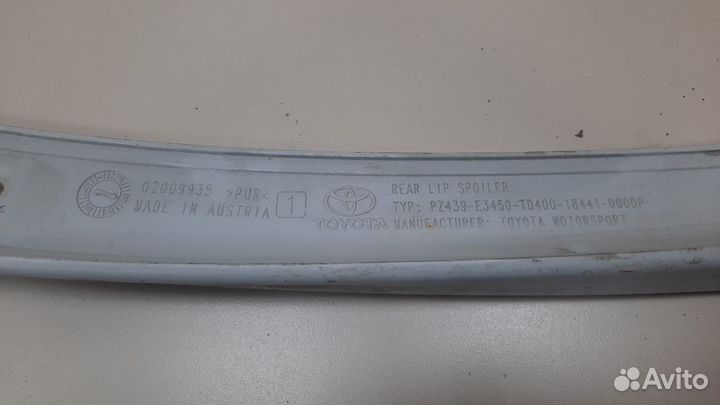 02009935 >PUR<
MADE IN AUSTRIA
1
TOYOTA
REAR LIP SPOILER
TYP: PZ439-E3450-TD400-18441-0000P
MANUFACTURER: TOYOTA MOTORSPORT
Avito